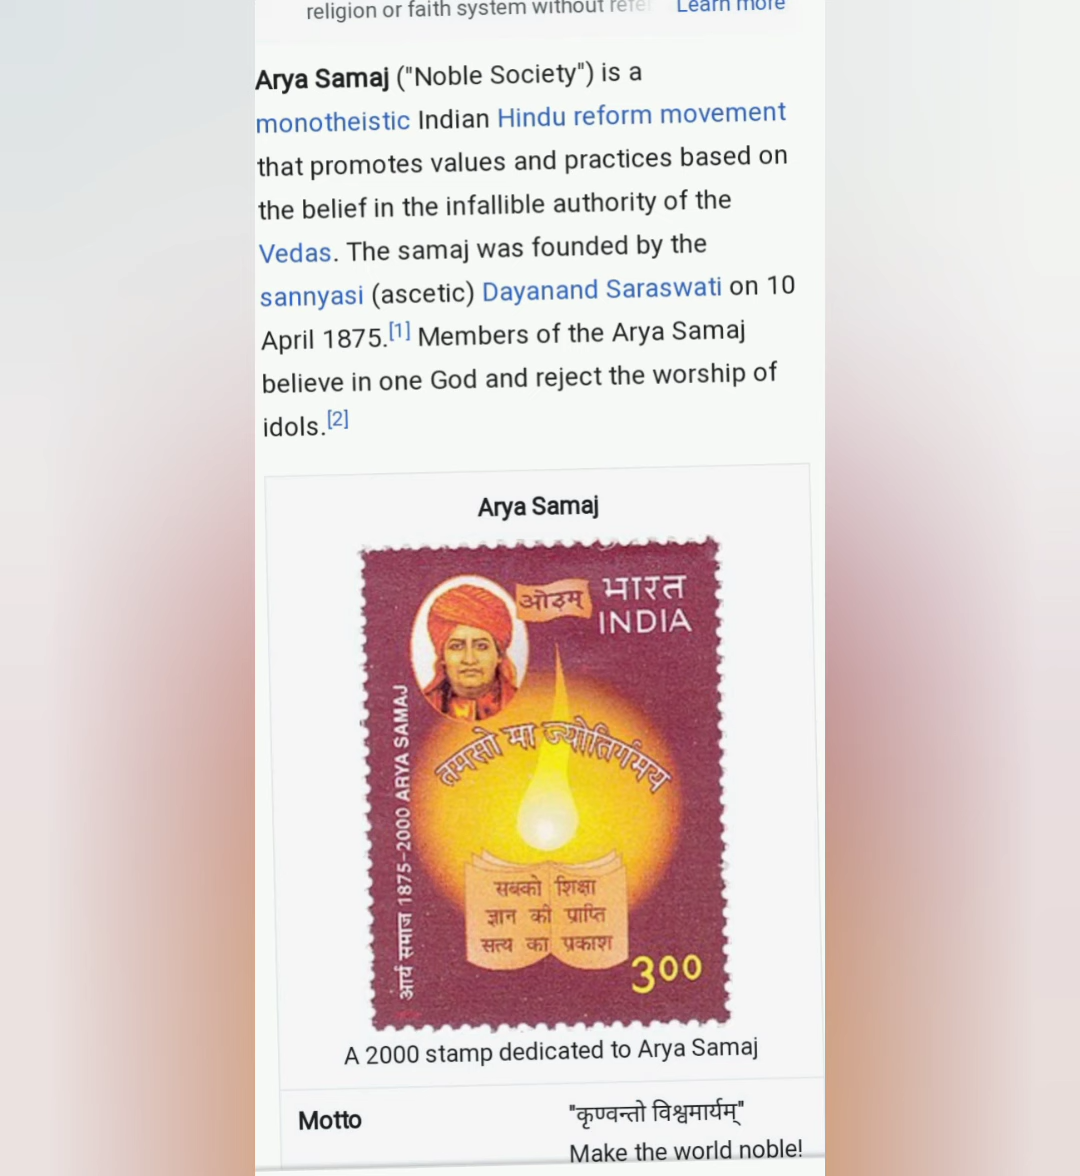 religion or faith system without refe Learn more
Arya Samaj ("Noble Society") is a
monotheistic Indian Hindu reform movement
that promotes values and practices based on
the belief in the infallible authority of the
Vedas. The samaj was founded by the
sannyasi (ascetic) Dayanand Saraswati on 10
April 1875.[1] Members of the Arya Samaj
believe in one God and reject the worship of
idols.[2]
Arya Samaj
ओ३म्
भारत
INDIA
तमसो मा ज्योतिर्गमय
आर्य समाज 1875-2000 ARYA SAMAJ
सबको शिक्षा
ज्ञान की प्राप्ति
सत्य का प्रकाश
300
A 2000 stamp dedicated to Arya Samaj
Motto
"कृण्वन्तो विश्वमार्यम्"
Make the world noble!